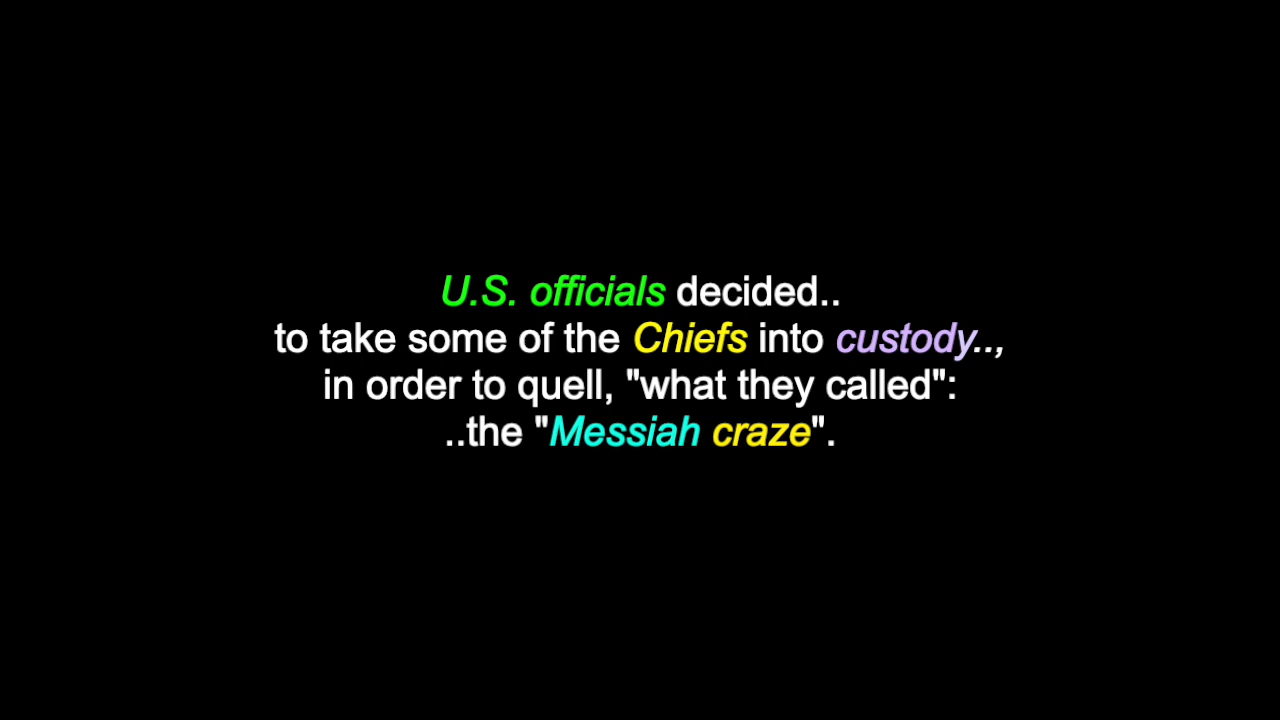 U.S. officials decided..
to take some of the Chiefs into custody..,
in order to quell, "what they called":
..the "Messiah craze".